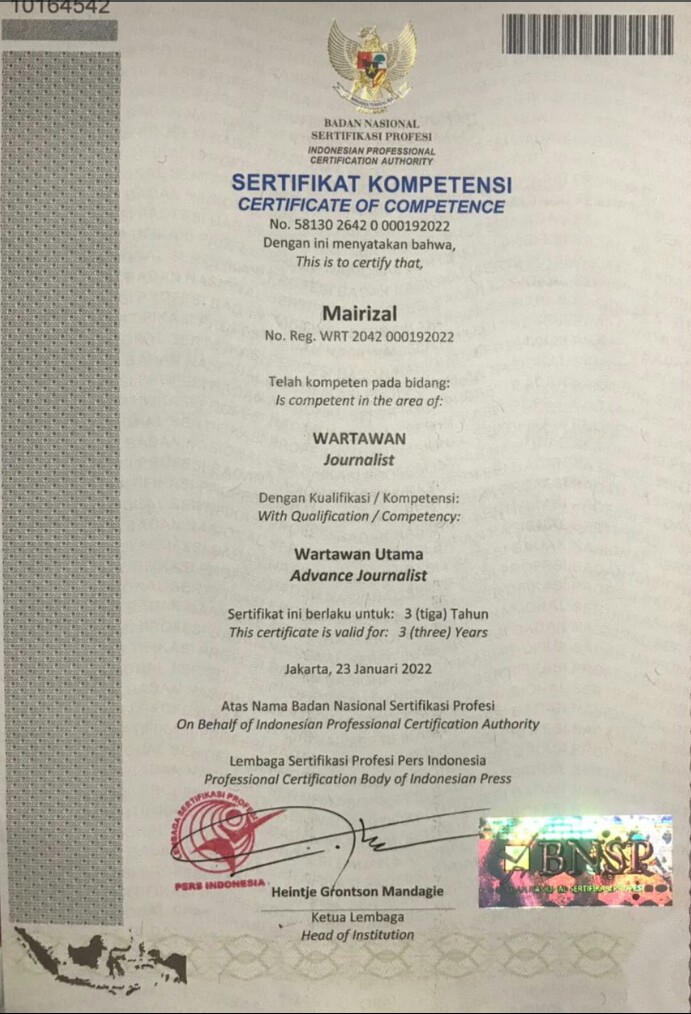 10164542
BADAN NASIONAL
SERTIFIKASI PROFESI
INDONESIAN PROFESSIONAL
CERTIFICATION AUTHORITY
SERTIFIKAT KOMPETENSI
CERTIFICATE OF COMPETENCE
No. 58130 2642 0 000192022
Dengan ini menyatakan bahwa,
This is to certify that,
Mairizal
No. Reg. WRT 2042 000192022
Telah kompeten pada bidang:
Is competent in the area of:
WARTAWAN
Journalist
Dengan Kualifikasi / Kompetensi:
With Qualification / Competency:
Wartawan Utama
Advance Journalist
Sertifikat ini berlaku untuk: 3 (tiga) Tahun
This certificate is valid for: 3 (three) Years
Jakarta, 23 Januari 2022
Atas Nama Badan Nasional Sertifikasi Profesi
On Behalf of Indonesian Professional Certification Authority
Lembaga Sertifikasi Profesi Pers Indonesia
Professional Certification Body of Indonesian Press
LEMBAGA SERTIFIKASI PROFESI
PERS INDONESIA
BNSP
SERTIFIKASI PROFESI
Heintje Grontson Mandagie
Ketua Lembaga
Head of Institution